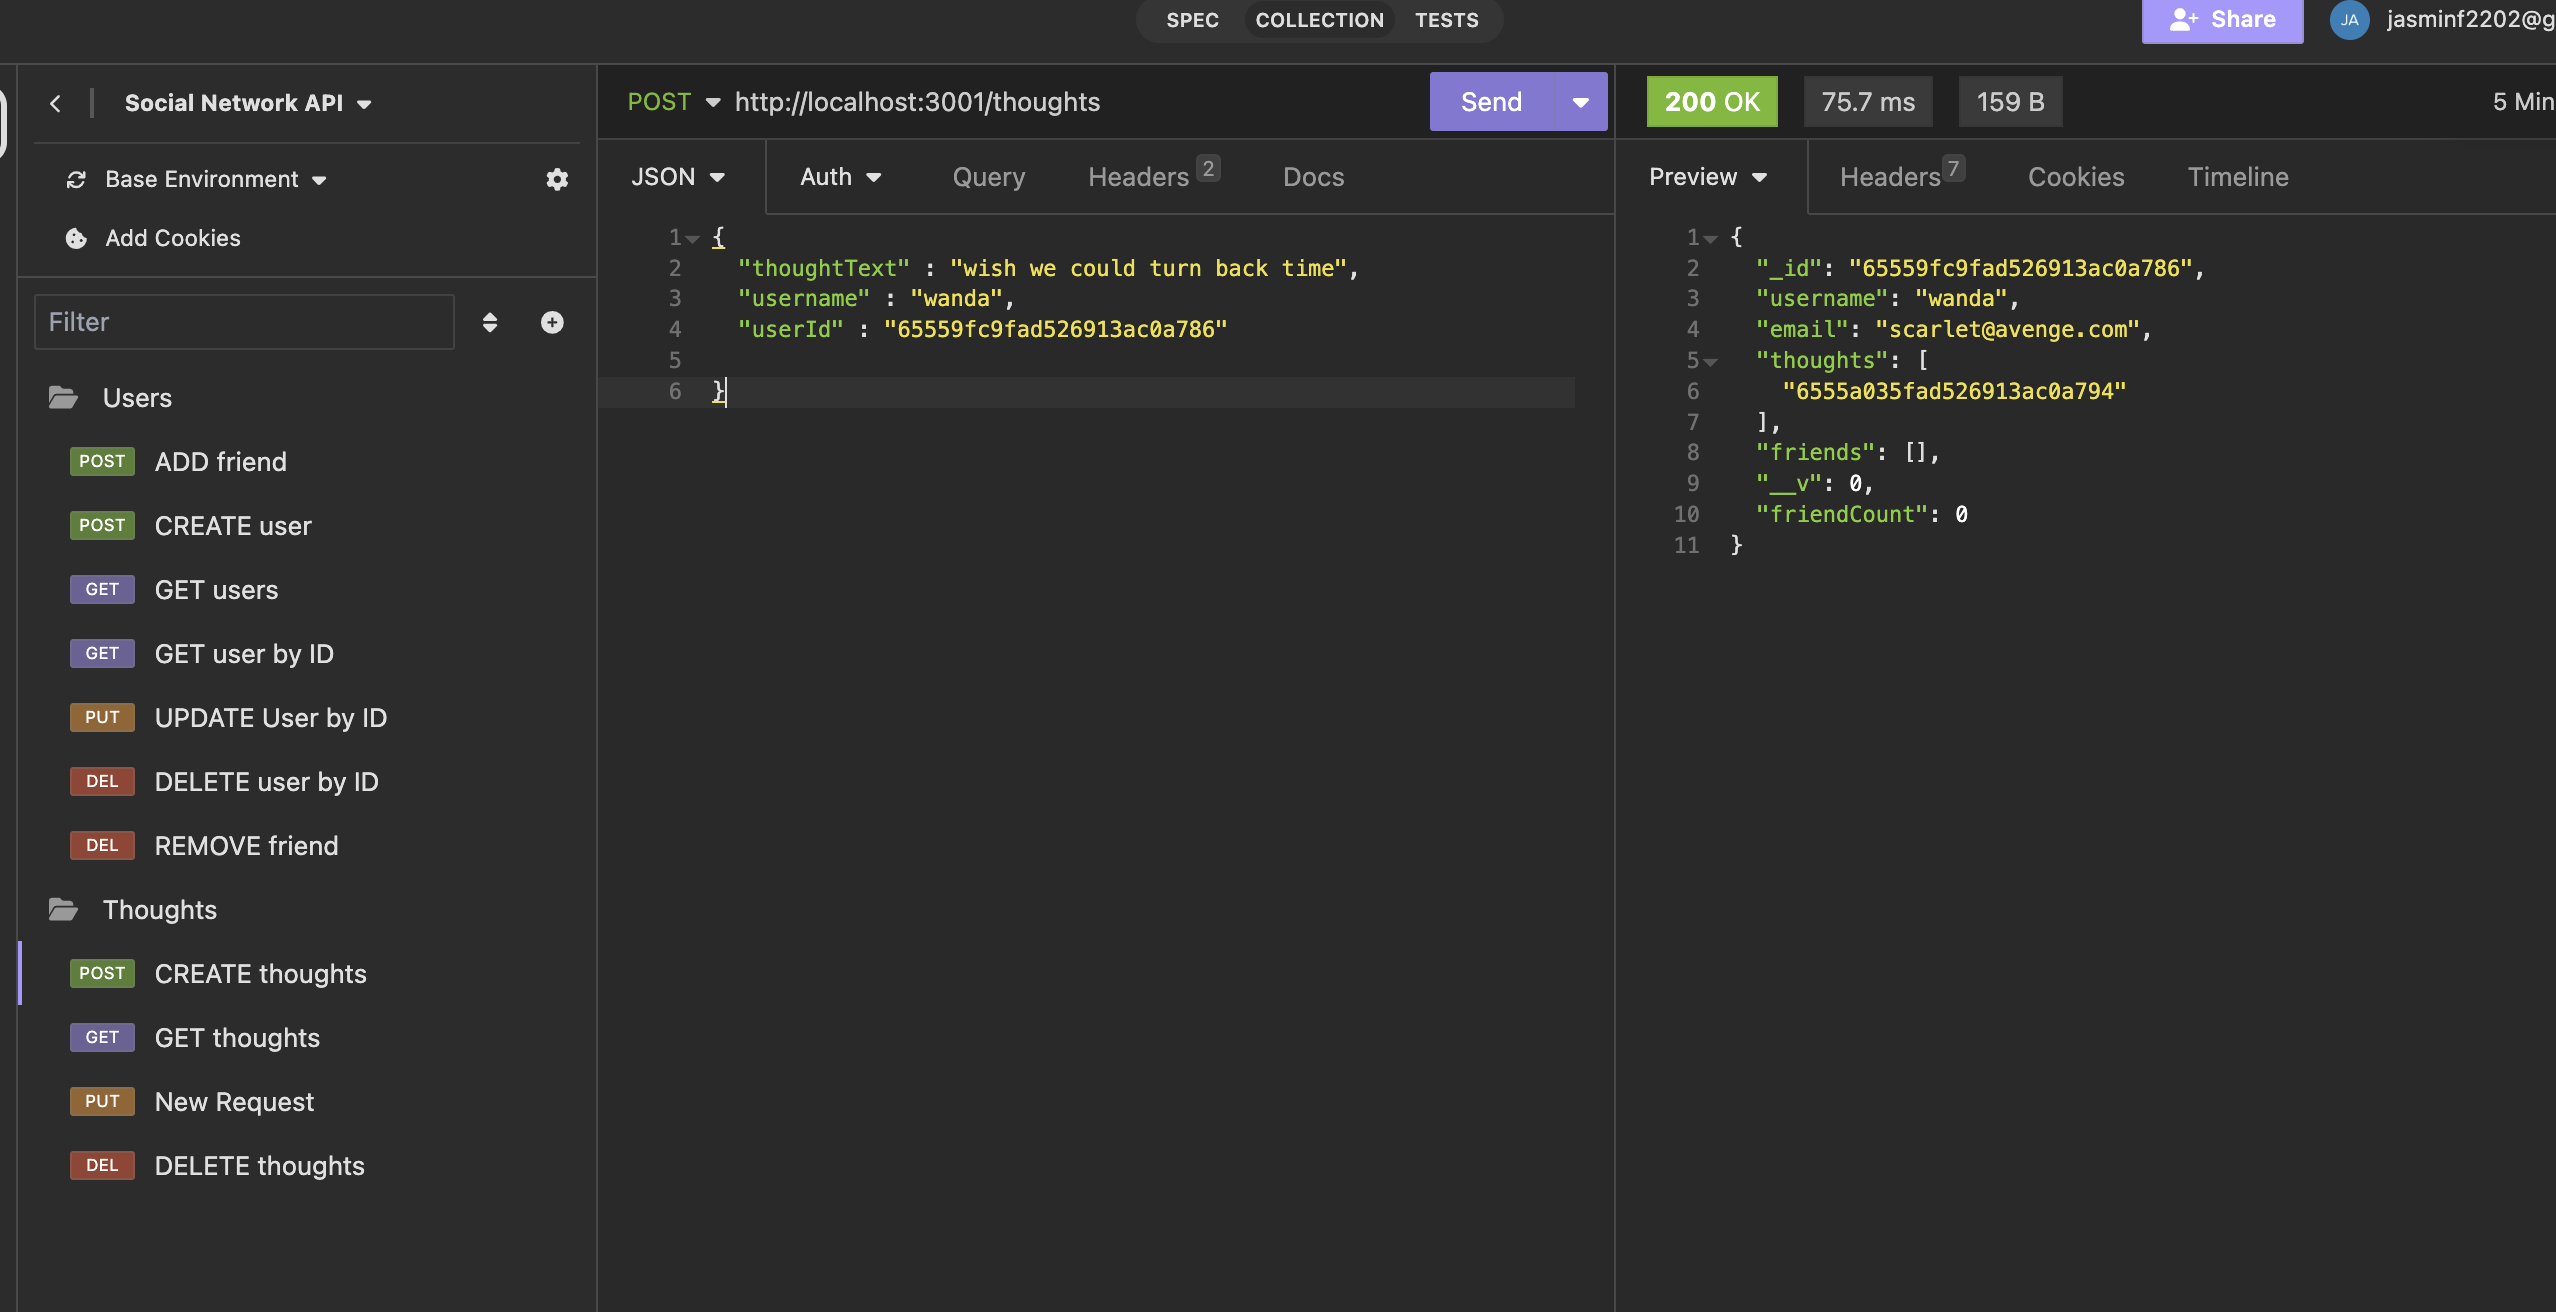 SPEC COLLECTION TESTS
Share
JA
jasminf2202@g
Social Network API
Base Environment
Add Cookies
Filter
Users
POST ADD friend
POST CREATE user
GET GET users
GET GET user by ID
PUT UPDATE User by ID
DEL DELETE user by ID
DEL REMOVE friend
Thoughts
POST CREATE thoughts
GET GET thoughts
PUT New Request
DEL DELETE thoughts
POST http://localhost:3001/thoughts
Send
JSON Auth Query Headers 2 Docs
1 {
2 "thoughtText" : "wish we could turn back time",
3 "username" : "wanda",
4 "userId" : "65559fc9fad526913ac0a786"
5
6 }
200 OK 75.7 ms 159 B 5 Min
Preview Headers 7 Cookies Timeline
1 {
2 "_id": "65559fc9fad526913ac0a786",
3 "username": "wanda",
4 "email": "scarlet@avenge.com",
5 "thoughts": [
6 "6555a035fad526913ac0a794"
7 ],
8 "friends": [],
9 "__v": 0,
10 "friendCount": 0
11 }